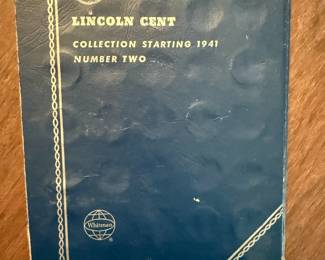 LINCOLN CENT
COLLECTION STARTING 1941
NUMBER TWO
Whitman
®